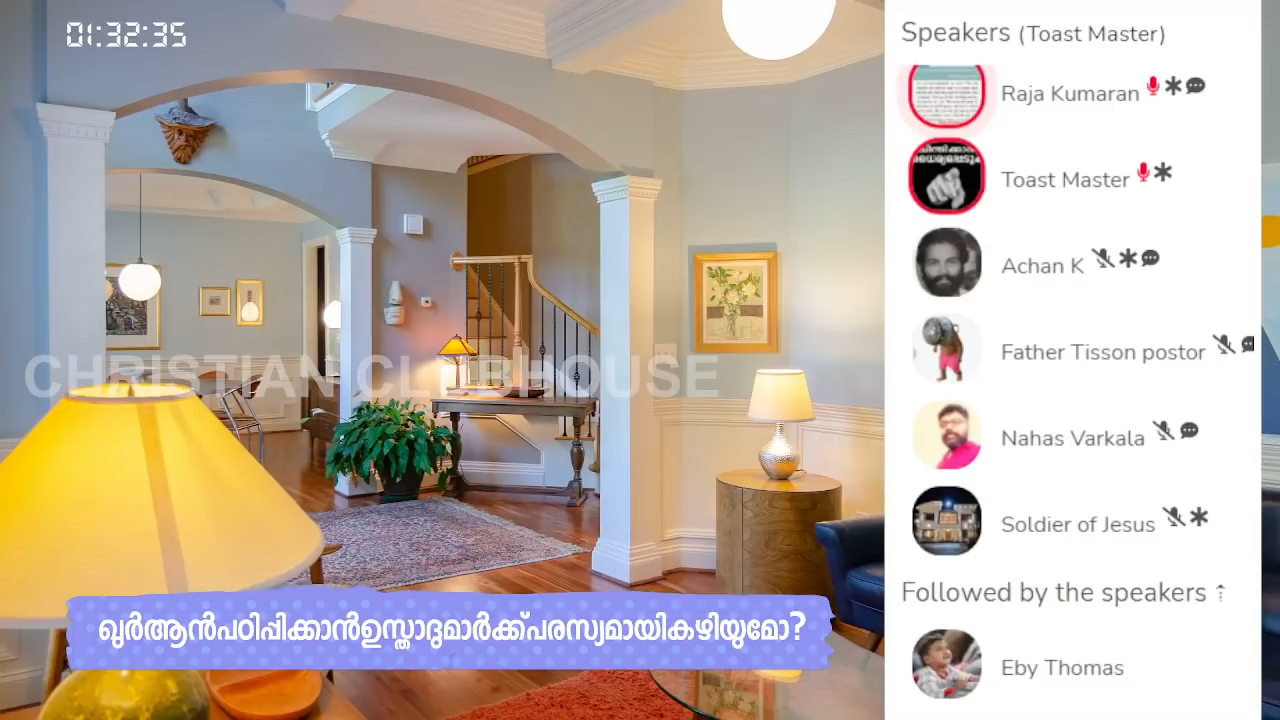 01:32:35
Speakers (Toast Master)
Raja Kumaran
Toast Master
Achan K
Father Tisson postor
Nahas Varkala
Soldier of Jesus
Followed by the speakers
Eby Thomas
CHRISTIAN CLUBHOUSE
ഖുർആൻപഠിപ്പിക്കാൻഉസ്താദുമാർക്ക്പരസ്യമായികഴിയുമോ?